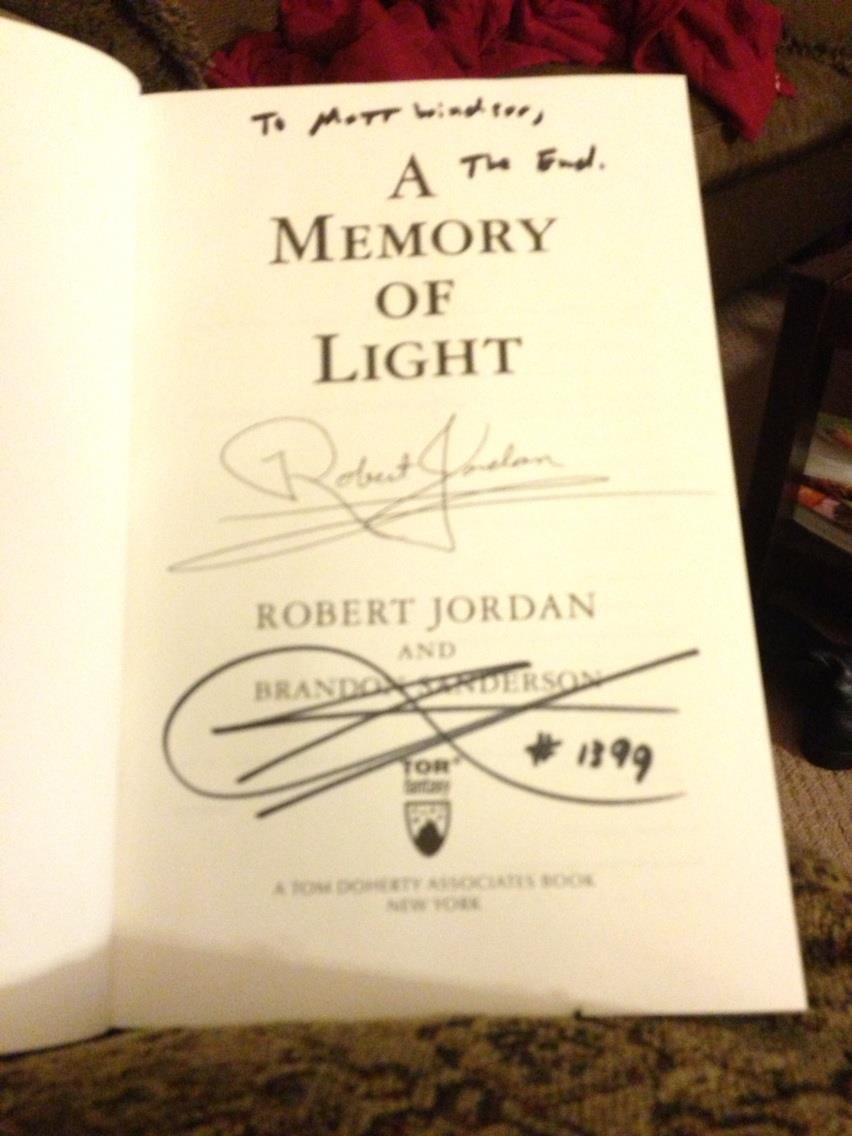 To Matt Windsor,
The End.
A
MEMORY
OF
LIGHT
Robert Jordan
ROBERT JORDAN
AND
BRANDON SANDERSON
# 1399
TOR®
fantasy
A TOM DOHERTY ASSOCIATES BOOK
NEW YORK